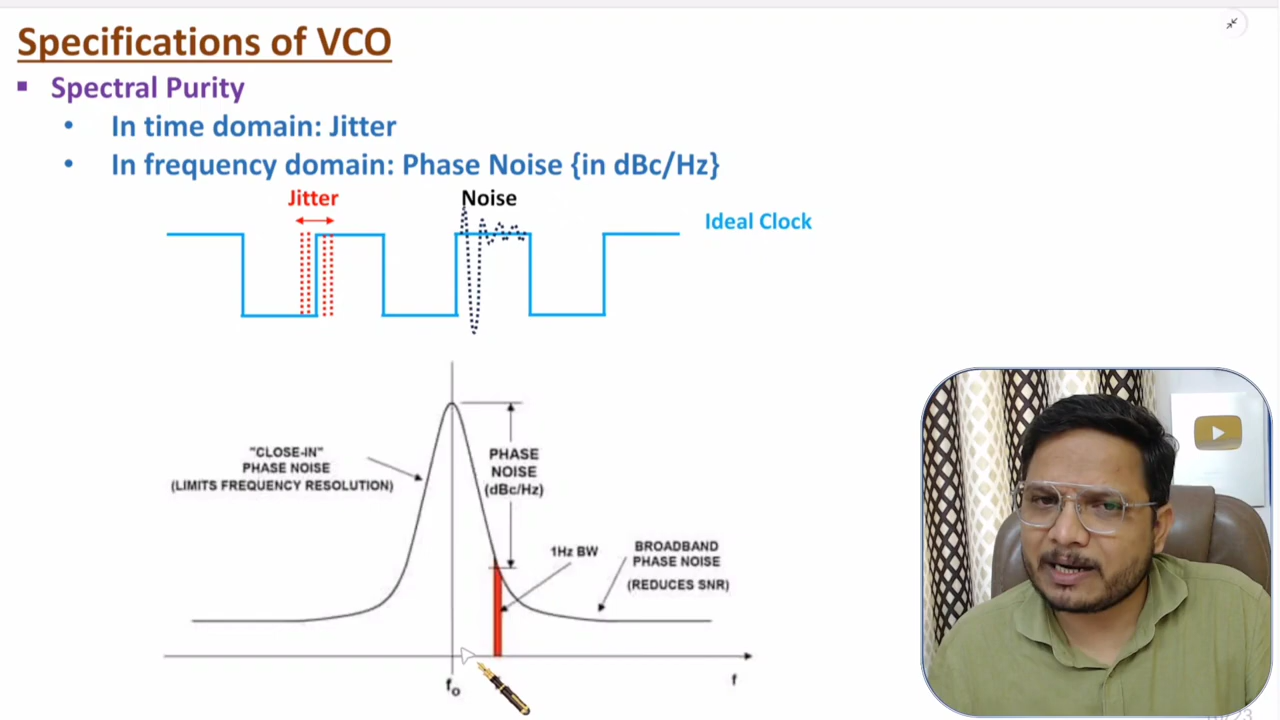 Specifications of VCO
▪ Spectral Purity
• In time domain: Jitter
• In frequency domain: Phase Noise {in dBc/Hz}
Jitter
Noise
Ideal Clock
"CLOSE-IN"
PHASE NOISE
(LIMITS FREQUENCY RESOLUTION)
PHASE
NOISE
(dBc/Hz)
1Hz BW
BROADBAND
PHASE NOISE
(REDUCES SNR)
fo
f